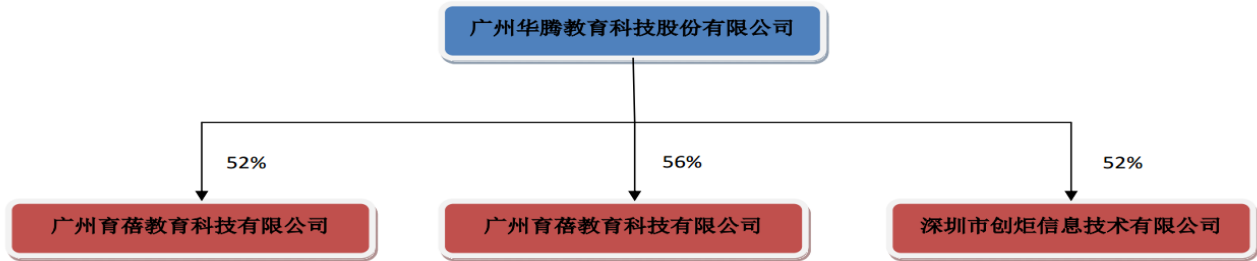 广州华腾教育科技股份有限公司
52%
56%
52%
广州育蓓教育科技有限公司
广州育蓓教育科技有限公司
深圳市创炬信息技术有限公司